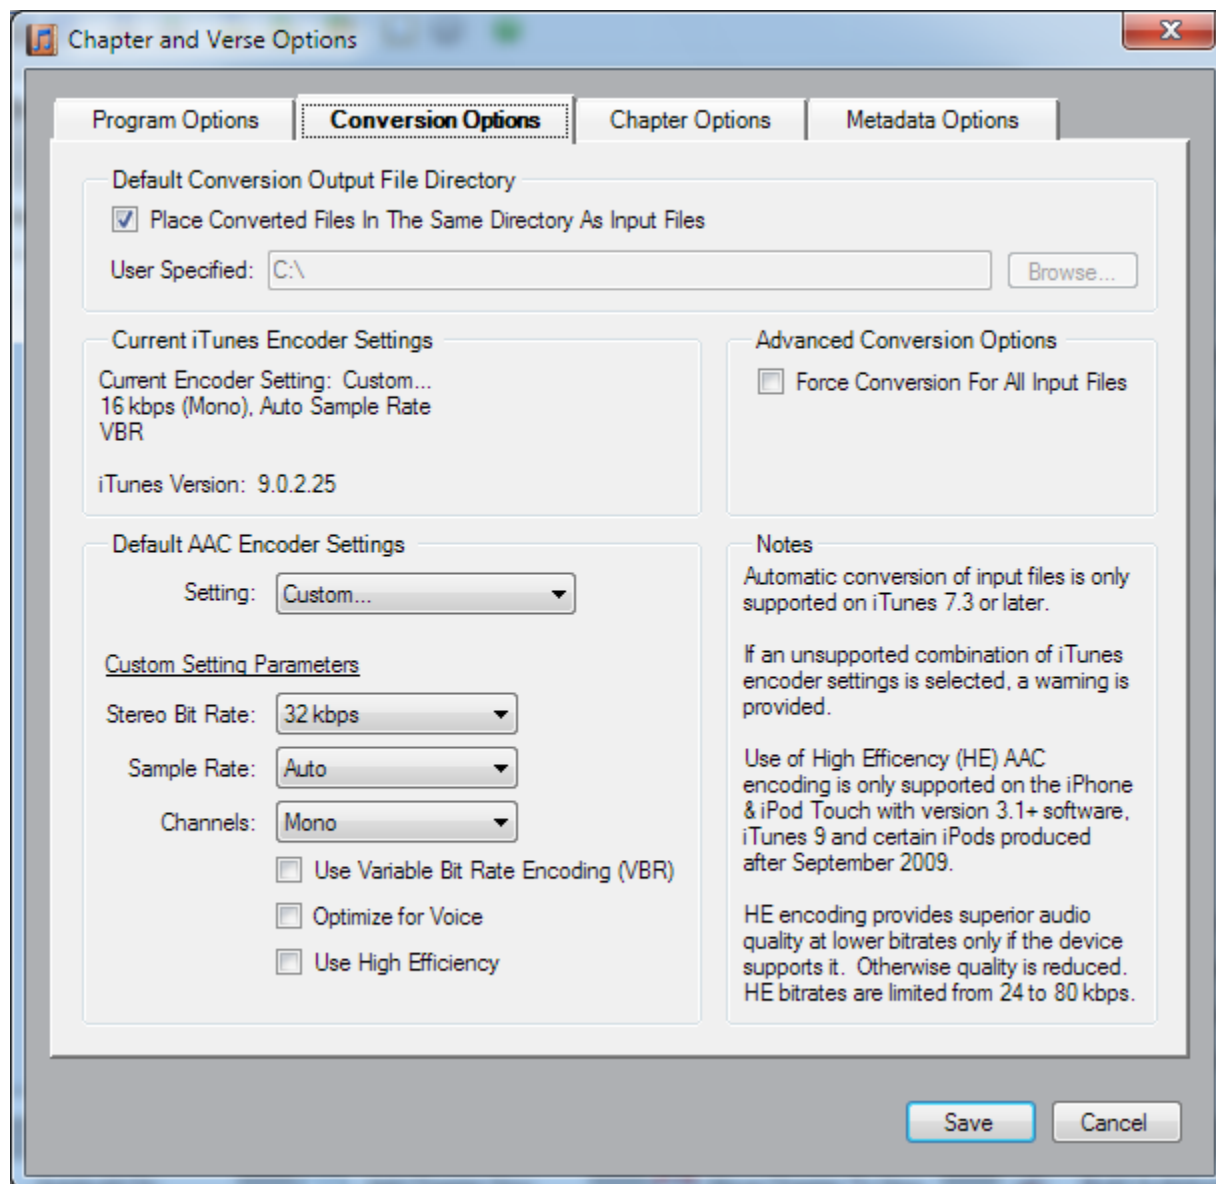 Chapter and Verse Options
Program Options
Conversion Options
Chapter Options
Metadata Options
Default Conversion Output File Directory
Place Converted Files In The Same Directory As Input Files
User Specified: C:\ Browse...
Current iTunes Encoder Settings
Current Encoder Setting: Custom...
16 kbps (Mono), Auto Sample Rate
VBR
iTunes Version: 9.0.2.25
Advanced Conversion Options
Force Conversion For All Input Files
Default AAC Encoder Settings
Setting: Custom...
Custom Setting Parameters
Stereo Bit Rate: 32 kbps
Sample Rate: Auto
Channels: Mono
Use Variable Bit Rate Encoding (VBR)
Optimize for Voice
Use High Efficiency
Notes
Automatic conversion of input files is only
supported on iTunes 7.3 or later.
If an unsupported combination of iTunes
encoder settings is selected, a warning is
provided.
Use of High Efficency (HE) AAC
encoding is only supported on the iPhone
& iPod Touch with version 3.1+ software,
iTunes 9 and certain iPods produced
after September 2009.
HE encoding provides superior audio
quality at lower bitrates only if the device
supports it. Otherwise quality is reduced.
HE bitrates are limited from 24 to 80 kbps.
Save
Cancel